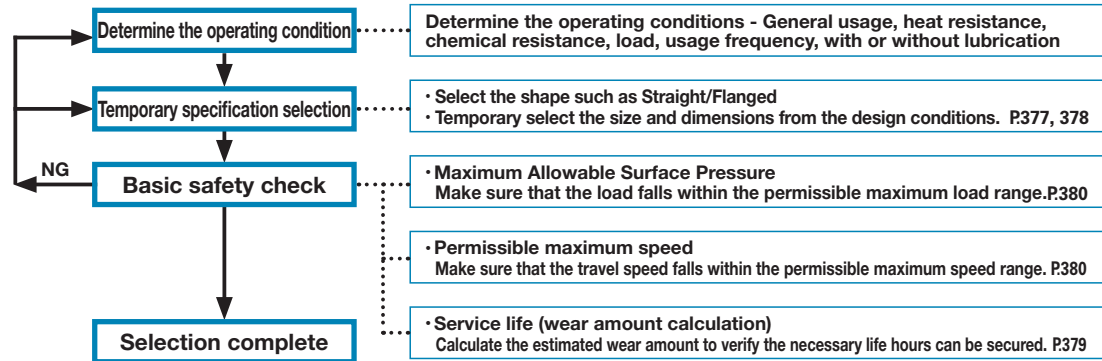 Determine the operating condition
Determine the operating conditions - General usage, heat resistance,
chemical resistance, load, usage frequency, with or without lubrication
Temporary specification selection
・Select the shape such as Straight/Flanged
・Temporary select the size and dimensions from the design conditions. P.377, 378
NG
Basic safety check
・Maximum Allowable Surface Pressure
Make sure that the load falls within the permissible maximum load range.P.380
・Permissible maximum speed
Make sure that the travel speed falls within the permissible maximum speed range. P.380
Selection complete
・Service life (wear amount calculation)
Calculate the estimated wear amount to verify the necessary life hours can be secured. P.379